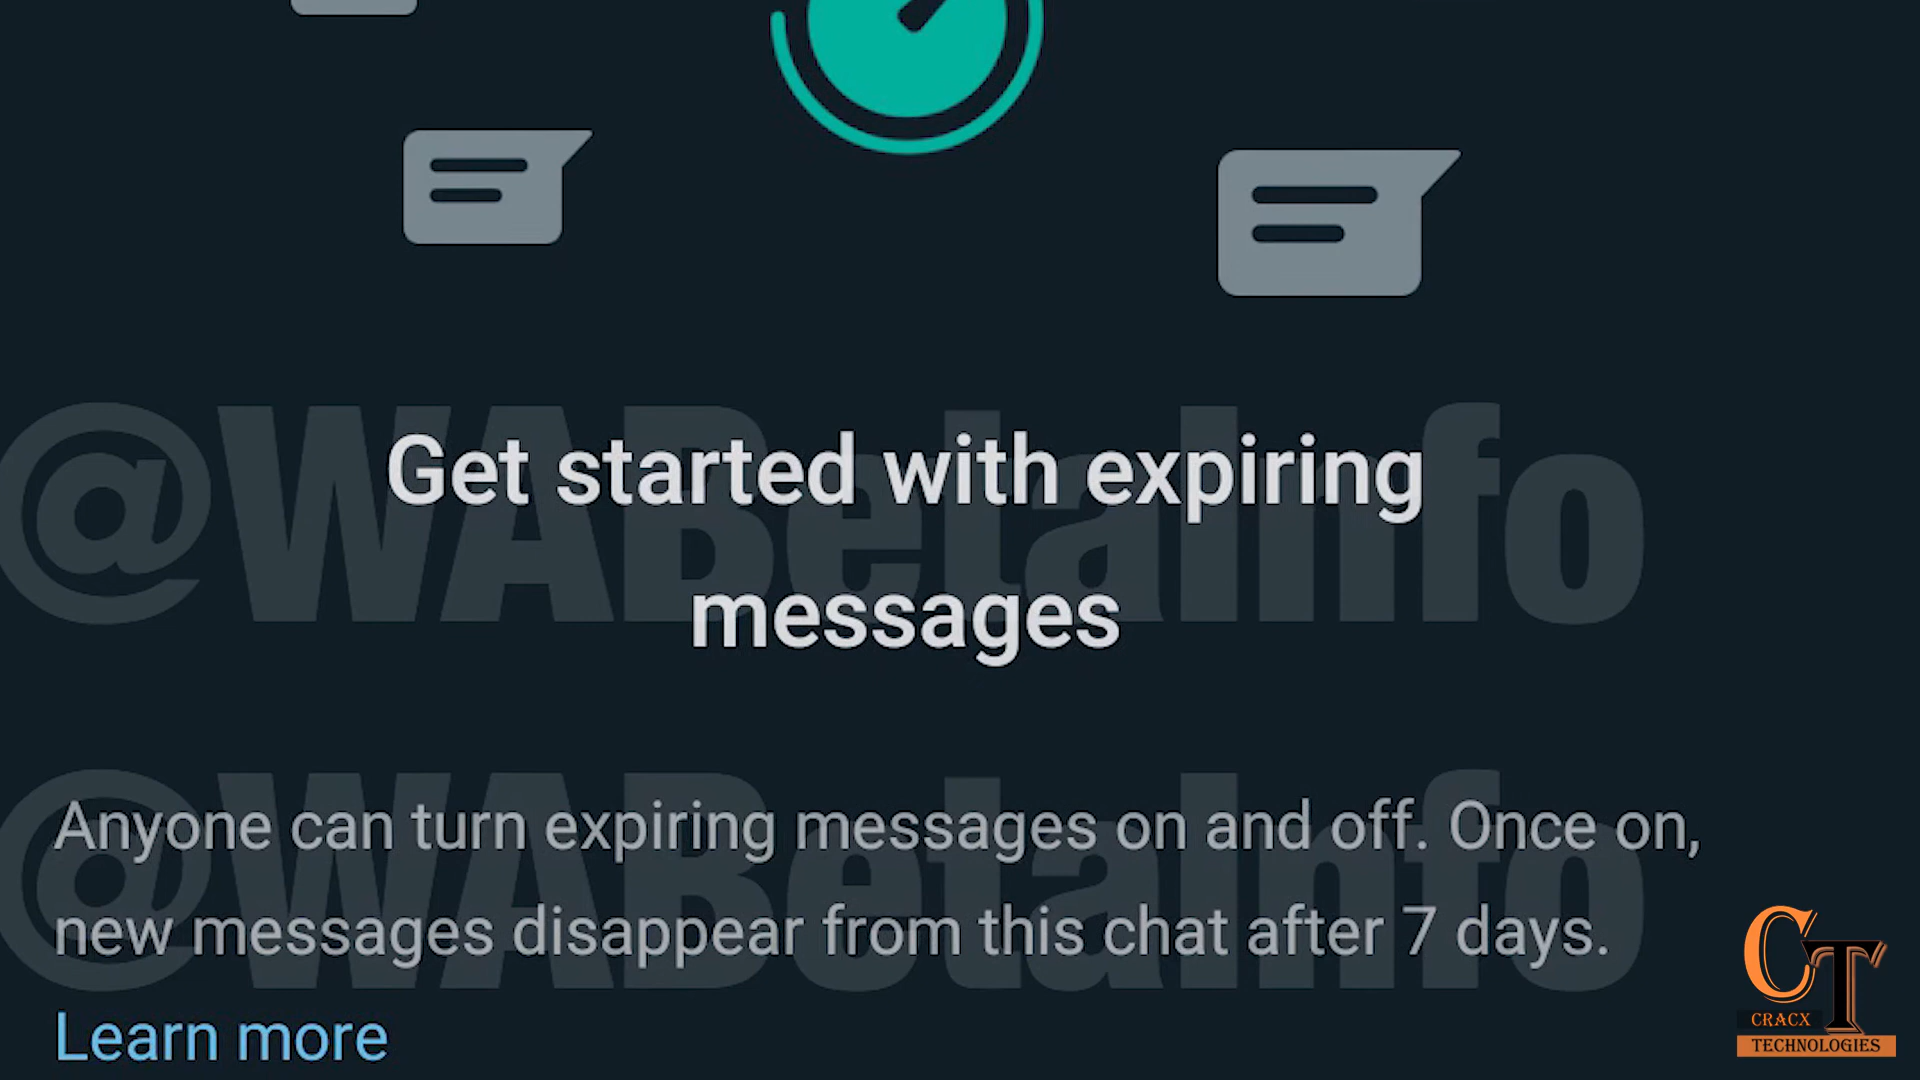 @WABetaInfo
Get started with expiring
messages
@WABetaInfo
Anyone can turn expiring messages on and off. Once on,
new messages disappear from this chat after 7 days.
Learn more
CT
CRACX
TECHNOLOGIES